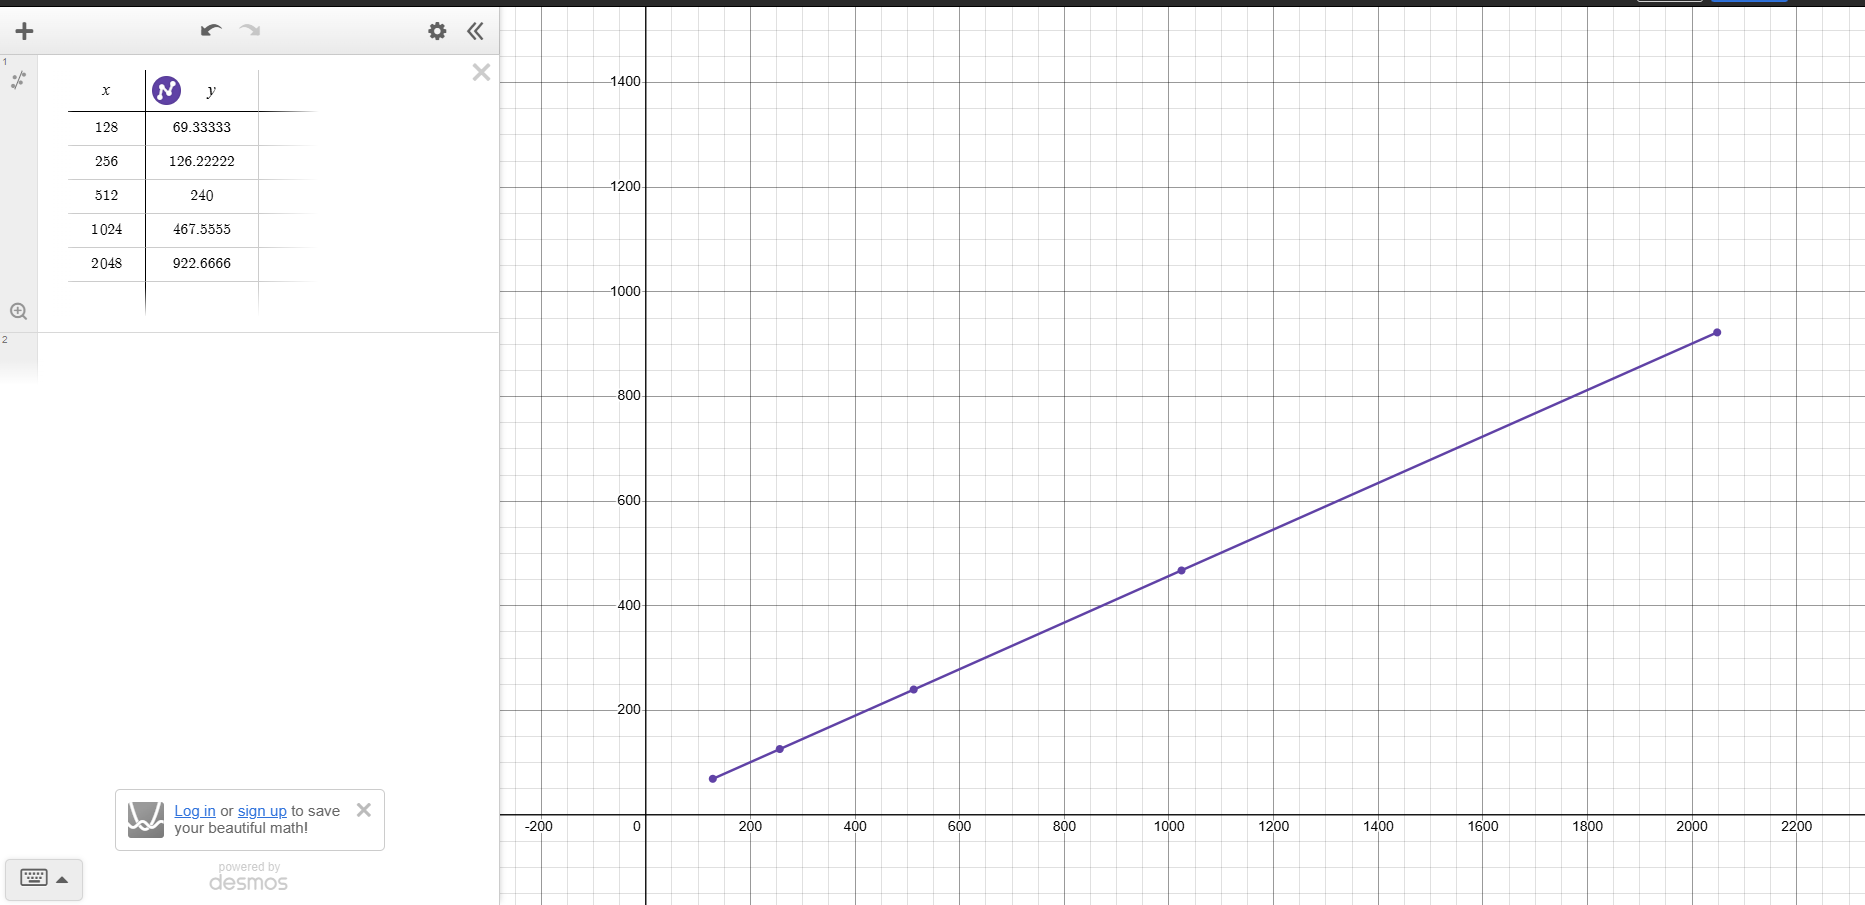 1
x y
128 69.33333
256 126.22222
512 240
1024 467.5555
2048 922.6666
2
Log in or sign up to save
your beautiful math!
powered by
desmos
1400
1200
1000
800
600
400
200
-200 0 200 400 600 800 1000 1200 1400 1600 1800 2000 2200